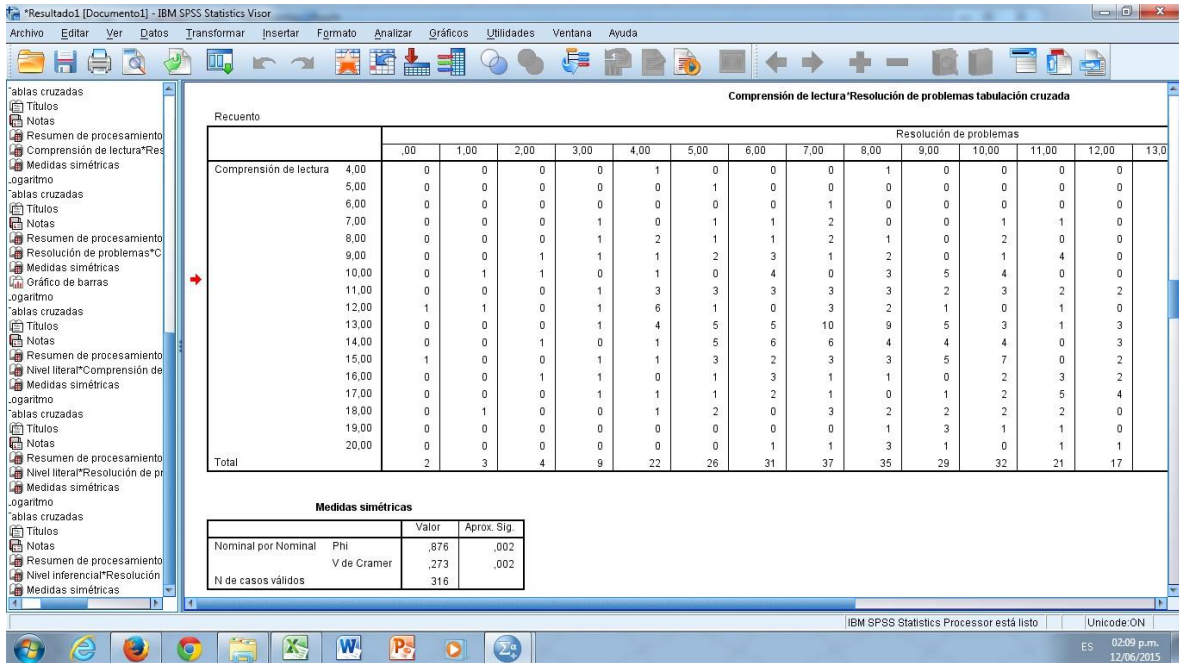 *Resultado1 [Documento1] - IBM SPSS Statistics Visor
Archivo Editar Ver Datos Transformar Insertar Formato Analizar Gráficos Utilidades Ventana Ayuda
ablas cruzadas
Títulos
Notas
Resumen de procesamiento
Comprensión de lectura*Res
Medidas simétricas
ogaritmo
ablas cruzadas
Títulos
Notas
Resumen de procesamiento
Resolución de problemas*C
Medidas simétricas
Gráfico de barras
ogaritmo
ablas cruzadas
Títulos
Notas
Resumen de procesamiento
Nivel literal*Comprensión de
Medidas simétricas
ogaritmo
ablas cruzadas
Títulos
Notas
Resumen de procesamiento
Nivel literal*Resolución de pr
Medidas simétricas
ogaritmo
ablas cruzadas
Títulos
Notas
Resumen de procesamiento
Nivel inferencial*Resolución
Medidas simétricas
Comprensión de lectura*Resolución de problemas tabulación cruzada
Recuento
Resolución de problemas
,00 1,00 2,00 3,00 4,00 5,00 6,00 7,00 8,00 9,00 10,00 11,00 12,00 13,0
Comprensión de lectura 4,00 0 0 0 0 1 0 0 0 1 0 0 0 0
5,00 0 0 0 0 0 1 0 0 0 0 0 0 0
6,00 0 0 0 0 0 0 0 1 0 0 0 0 0
7,00 0 0 0 1 0 1 1 2 0 0 1 1 0
8,00 0 0 0 1 2 1 1 2 1 0 2 0 0
9,00 0 0 1 1 1 2 3 1 2 0 1 4 0
10,00 0 1 1 0 1 0 4 0 3 5 4 0 0
11,00 0 0 0 1 3 3 3 3 3 2 3 2 2
12,00 1 1 0 1 6 1 0 3 2 1 0 1 0
13,00 0 0 0 1 4 5 5 10 9 5 3 1 3
14,00 0 0 1 0 1 5 6 6 4 4 4 0 3
15,00 1 0 0 1 1 3 2 3 3 5 7 0 2
16,00 0 0 1 1 0 1 3 1 1 0 2 3 2
17,00 0 0 0 1 1 1 2 1 0 1 2 5 4
18,00 0 1 0 0 1 2 0 3 2 2 2 2 0
19,00 0 0 0 0 0 0 0 0 1 3 1 1 0
20,00 0 0 0 0 0 0 1 1 3 1 0 1 1
Total 2 3 4 9 22 26 31 37 35 29 32 21 17
Medidas simétricas
Valor Aprox. Sig.
Nominal por Nominal Phi ,876 ,002
V de Cramer ,273 ,002
N de casos válidos 316
IBM SPSS Statistics Processor está listo Unicode:ON
ES 02:09 p.m.
12/06/2015